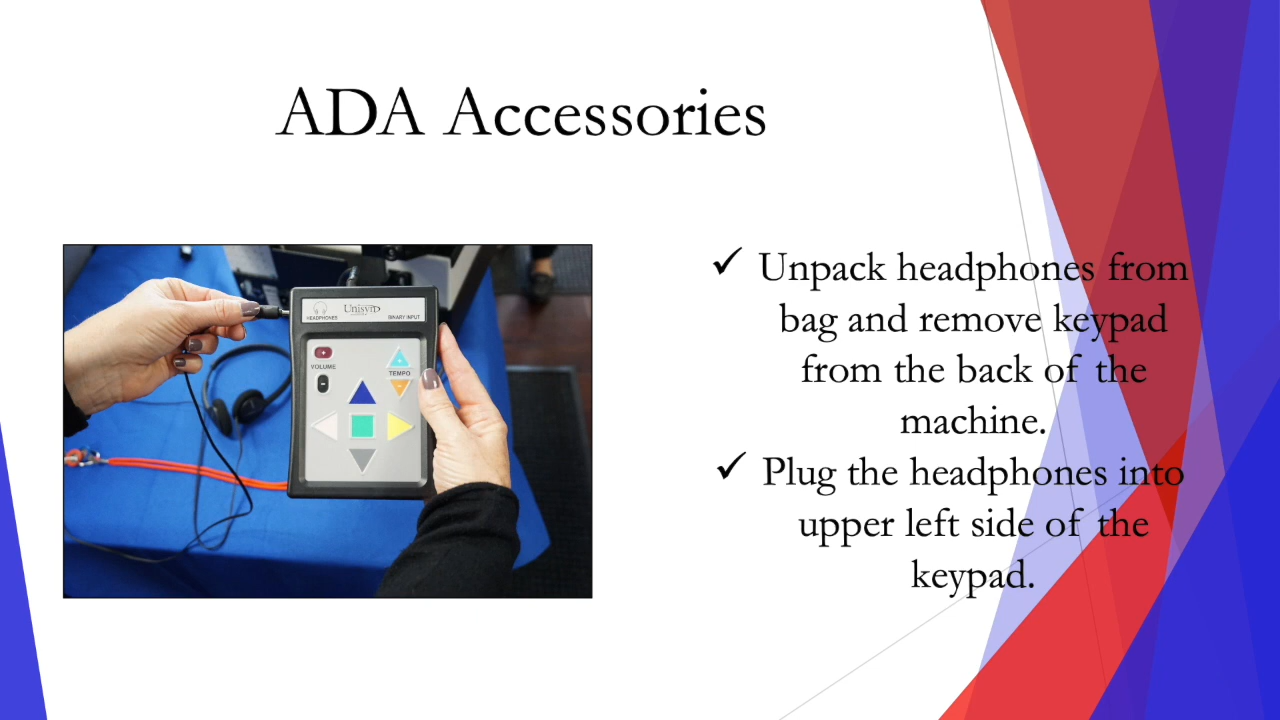 ADA Accessories
HEADPHONES
Unisyn
BINARY INPUT
VOLUME
TEMPO
✓ Unpack headphones from
bag and remove keypad
from the back of the
machine.
✓ Plug the headphones into
upper left side of the
keypad.